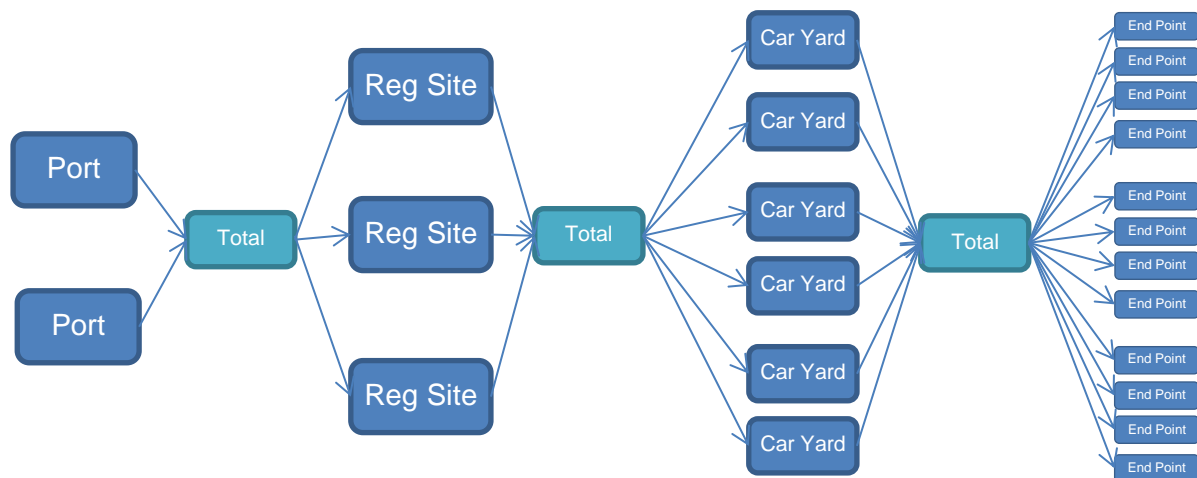 Port
Port
Total
Reg Site
Reg Site
Reg Site
Total
Car Yard
Car Yard
Car Yard
Car Yard
Car Yard
Car Yard
Total
End Point
End Point
End Point
End Point
End Point
End Point
End Point
End Point
End Point
End Point
End Point
End Point